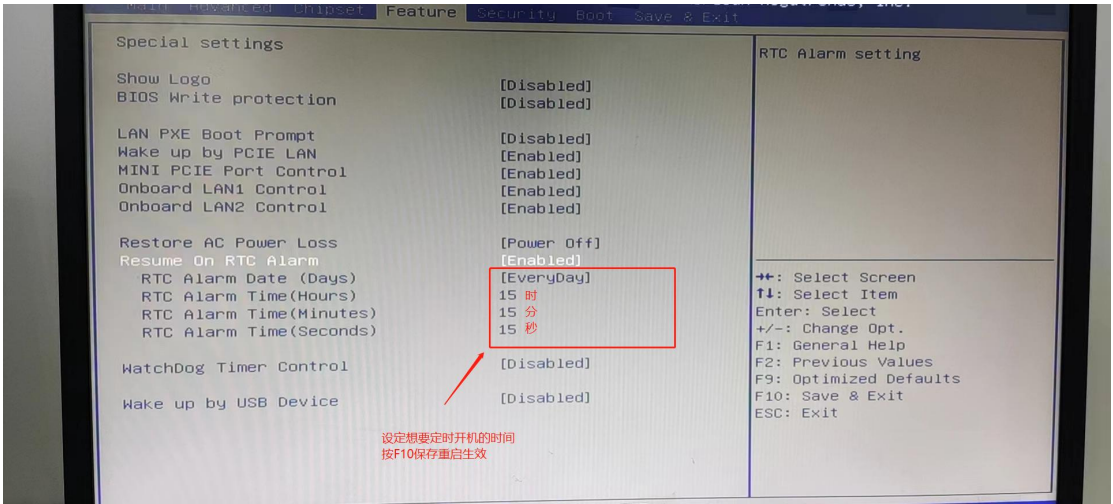 Main Advanced Chipset Feature Security Boot Save & Exit
Special settings
RTC Alarm setting
Show Logo [Disabled]
BIOS Write protection [Disabled]
LAN PXE Boot Prompt [Disabled]
Wake up by PCIE LAN [Enabled]
MINI PCIE Port Control [Enabled]
Onboard LAN1 Control [Enabled]
Onboard LAN2 Control [Enabled]
Restore AC Power Loss [Power Off]
Resume On RTC Alarm [Enabled]
RTC Alarm Date (Days) [EveryDay]
RTC Alarm Time(Hours) 15 时
RTC Alarm Time(Minutes) 15 分
RTC Alarm Time(Seconds) 15 秒
WatchDog Timer Control [Disabled]
Wake up by USB Device [Disabled]
→←: Select Screen
↑↓: Select Item
Enter: Select
+/-: Change Opt.
F1: General Help
F2: Previous Values
F9: Optimized Defaults
F10: Save & Exit
ESC: Exit
设定想要定时开机的时间
按F10保存重启生效